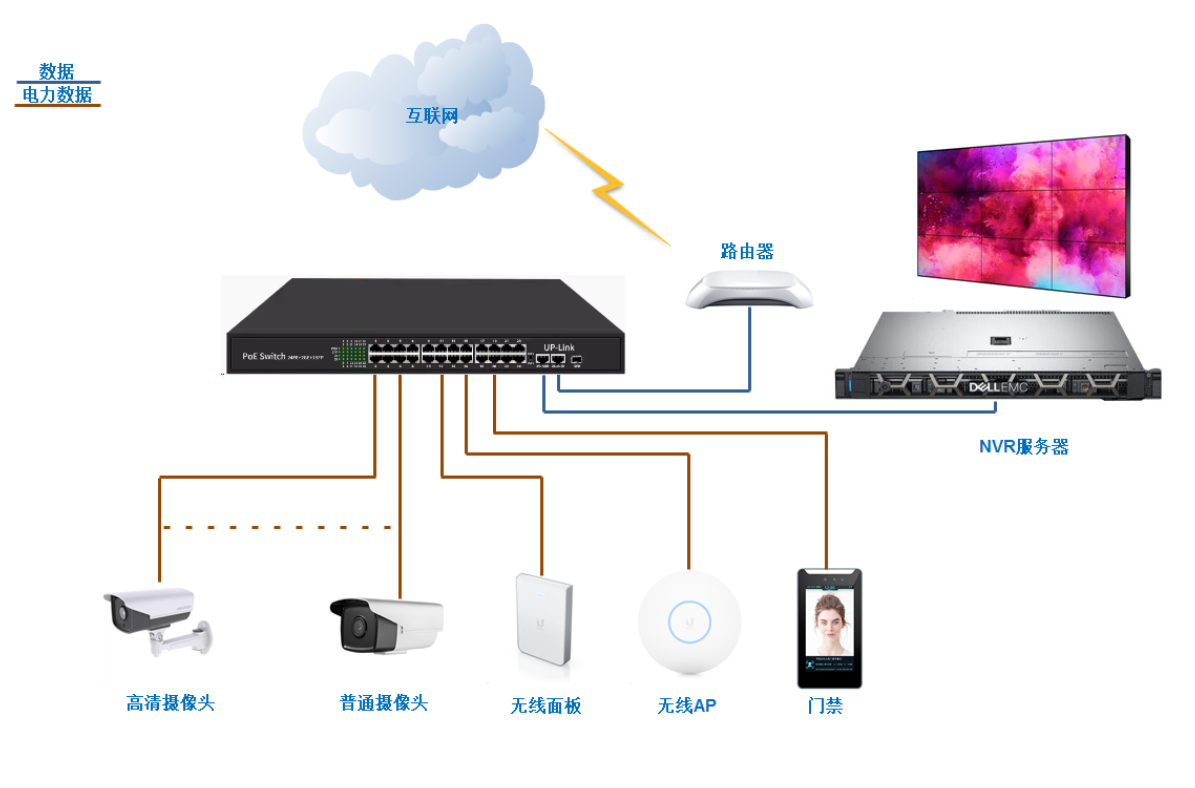 数据
电力数据
互联网
路由器
PoE Switch
UP-Link
DELLEMC
NVR服务器
高清摄像头
普通摄像头
无线面板
无线AP
门禁